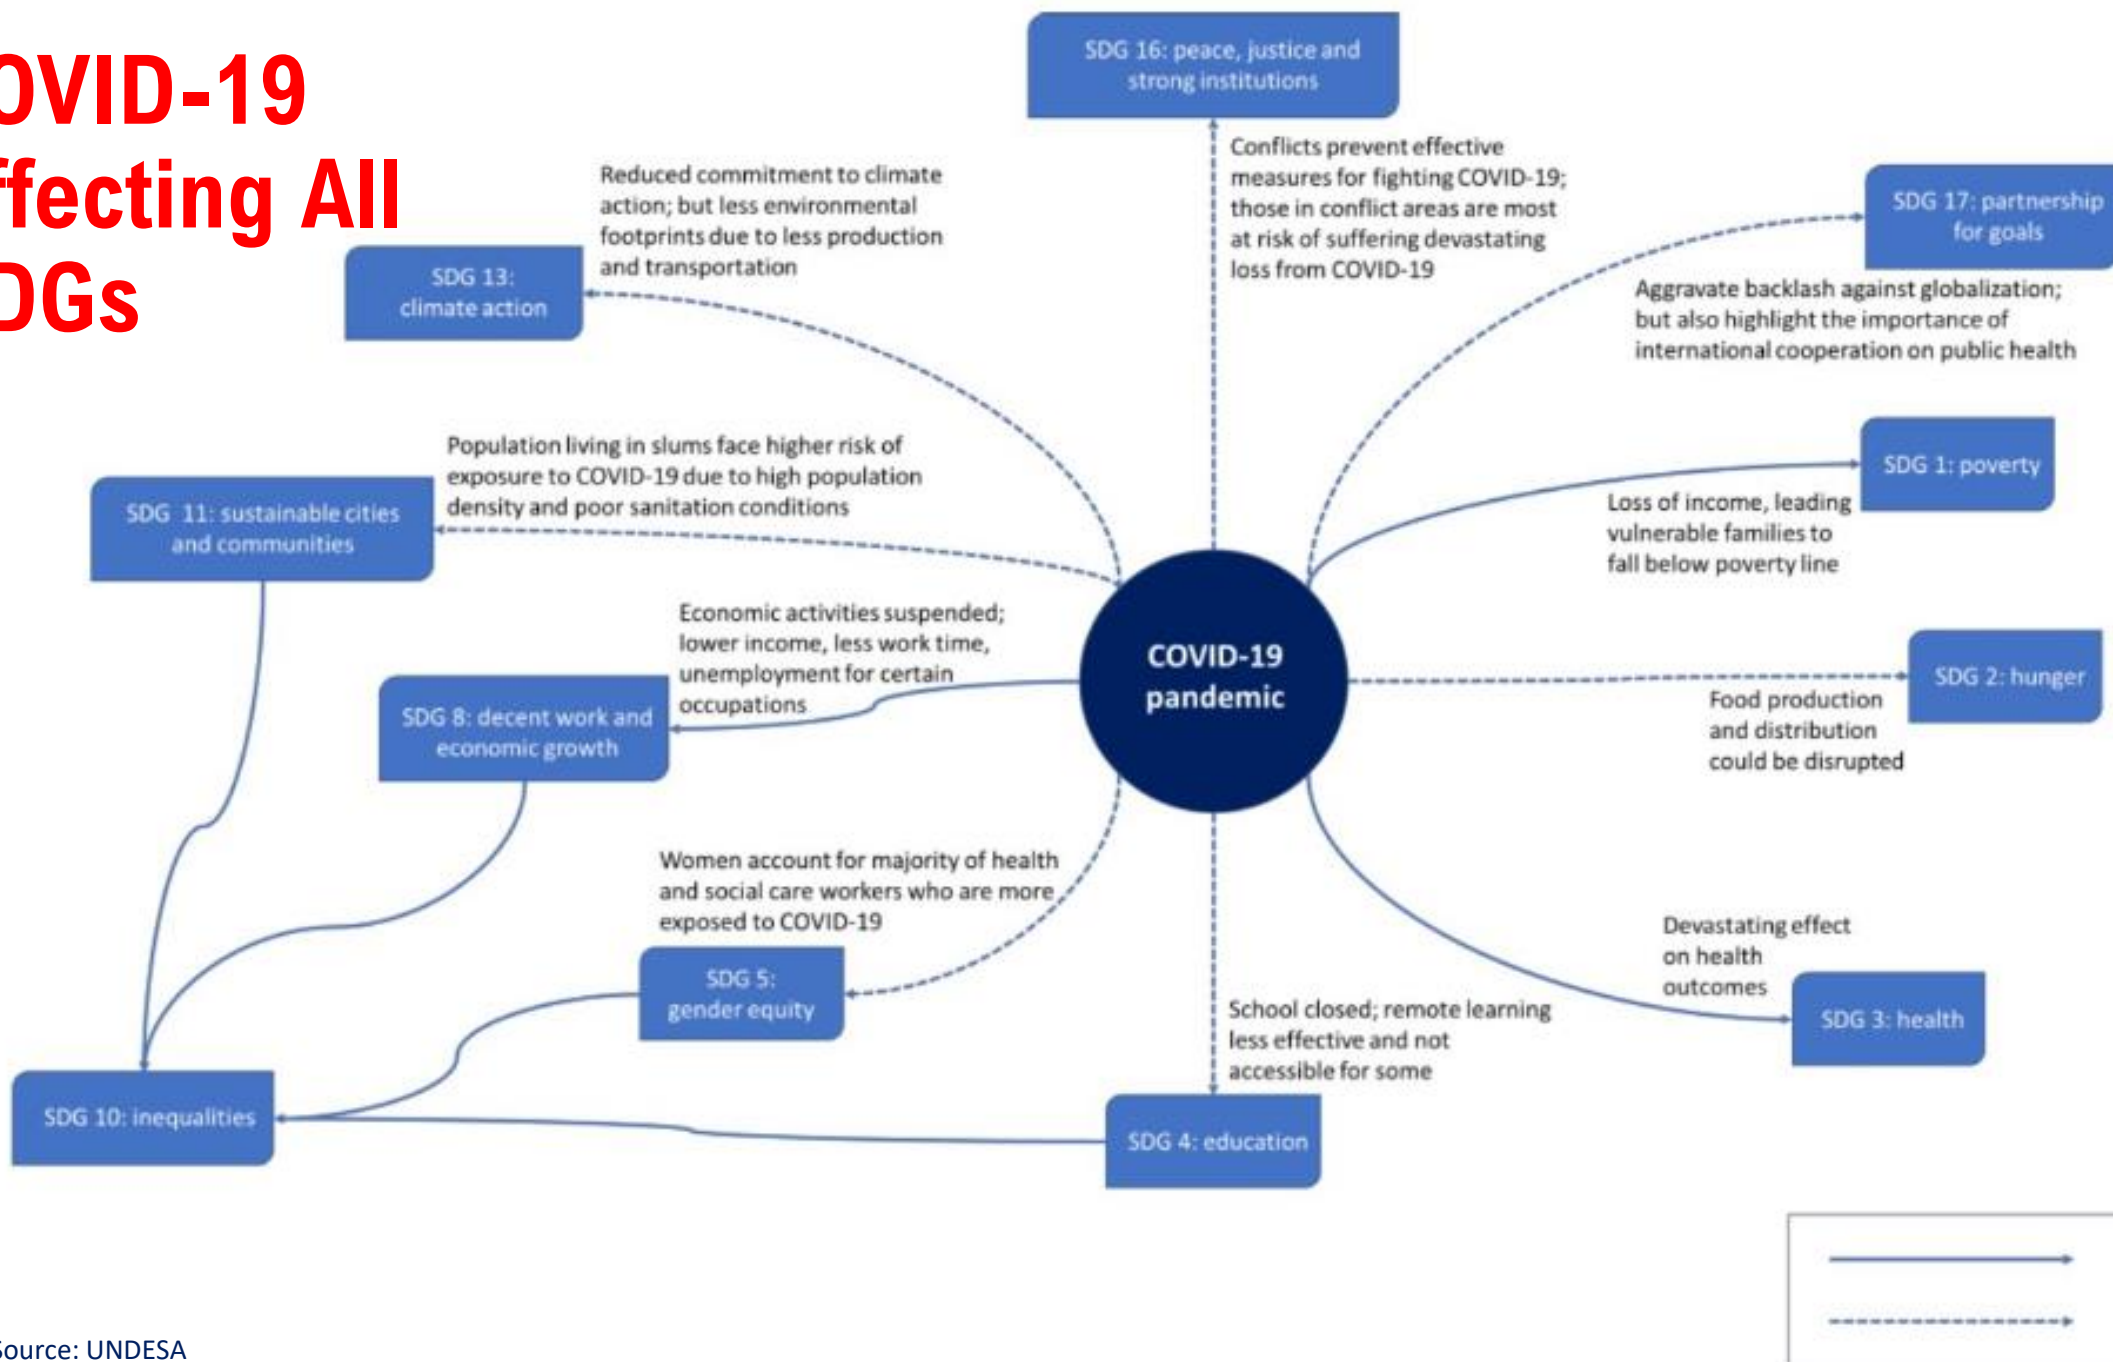 OVID-19
ffecting All
DGs
SDG 16: peace, justice and
strong institutions
Conflicts prevent effective
measures for fighting COVID-19;
those in conflict areas are most
at risk of suffering devastating
loss from COVID-19
SDG 17: partnership
for goals
Aggravate backlash against globalization;
but also highlight the importance of
international cooperation on public health
Reduced commitment to climate
action; but less environmental
footprints due to less production
and transportation
SDG 13:
climate action
Population living in slums face higher risk of
exposure to COVID-19 due to high population
density and poor sanitation conditions
SDG 11: sustainable cities
and communities
SDG 1: poverty
Loss of income, leading
vulnerable families to
fall below poverty line
Economic activities suspended;
lower income, less work time,
unemployment for certain
occupations
SDG 8: decent work and
economic growth
COVID-19
pandemic
SDG 2: hunger
Food production
and distribution
could be disrupted
Women account for majority of health
and social care workers who are more
exposed to COVID-19
SDG 5:
gender equity
Devastating effect
on health
outcomes
SDG 3: health
School closed; remote learning
less effective and not
accessible for some
SDG 4: education
SDG 10: inequalities
Source: UNDESA